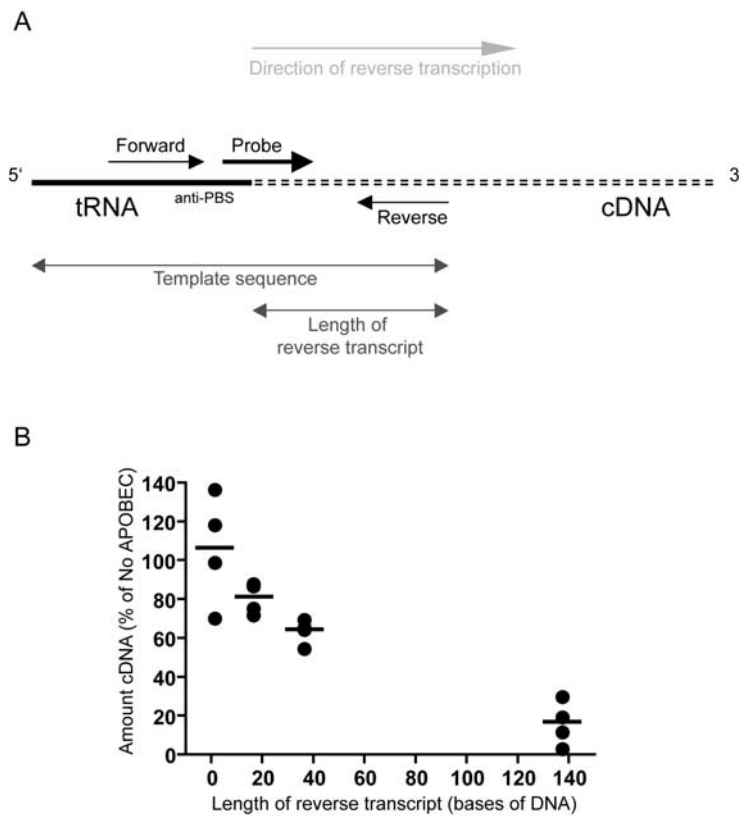 A
Direction of reverse transcription
Forward
Probe
5'
3
anti-PBS
tRNA
Reverse
cDNA
Template sequence
Length of
reverse transcript
B
Amount cDNA (% of No APOBEC)
140
120
100
80
60
40
20
0
0 20 40 60 80 100 120 140
Length of reverse transcript (bases of DNA)